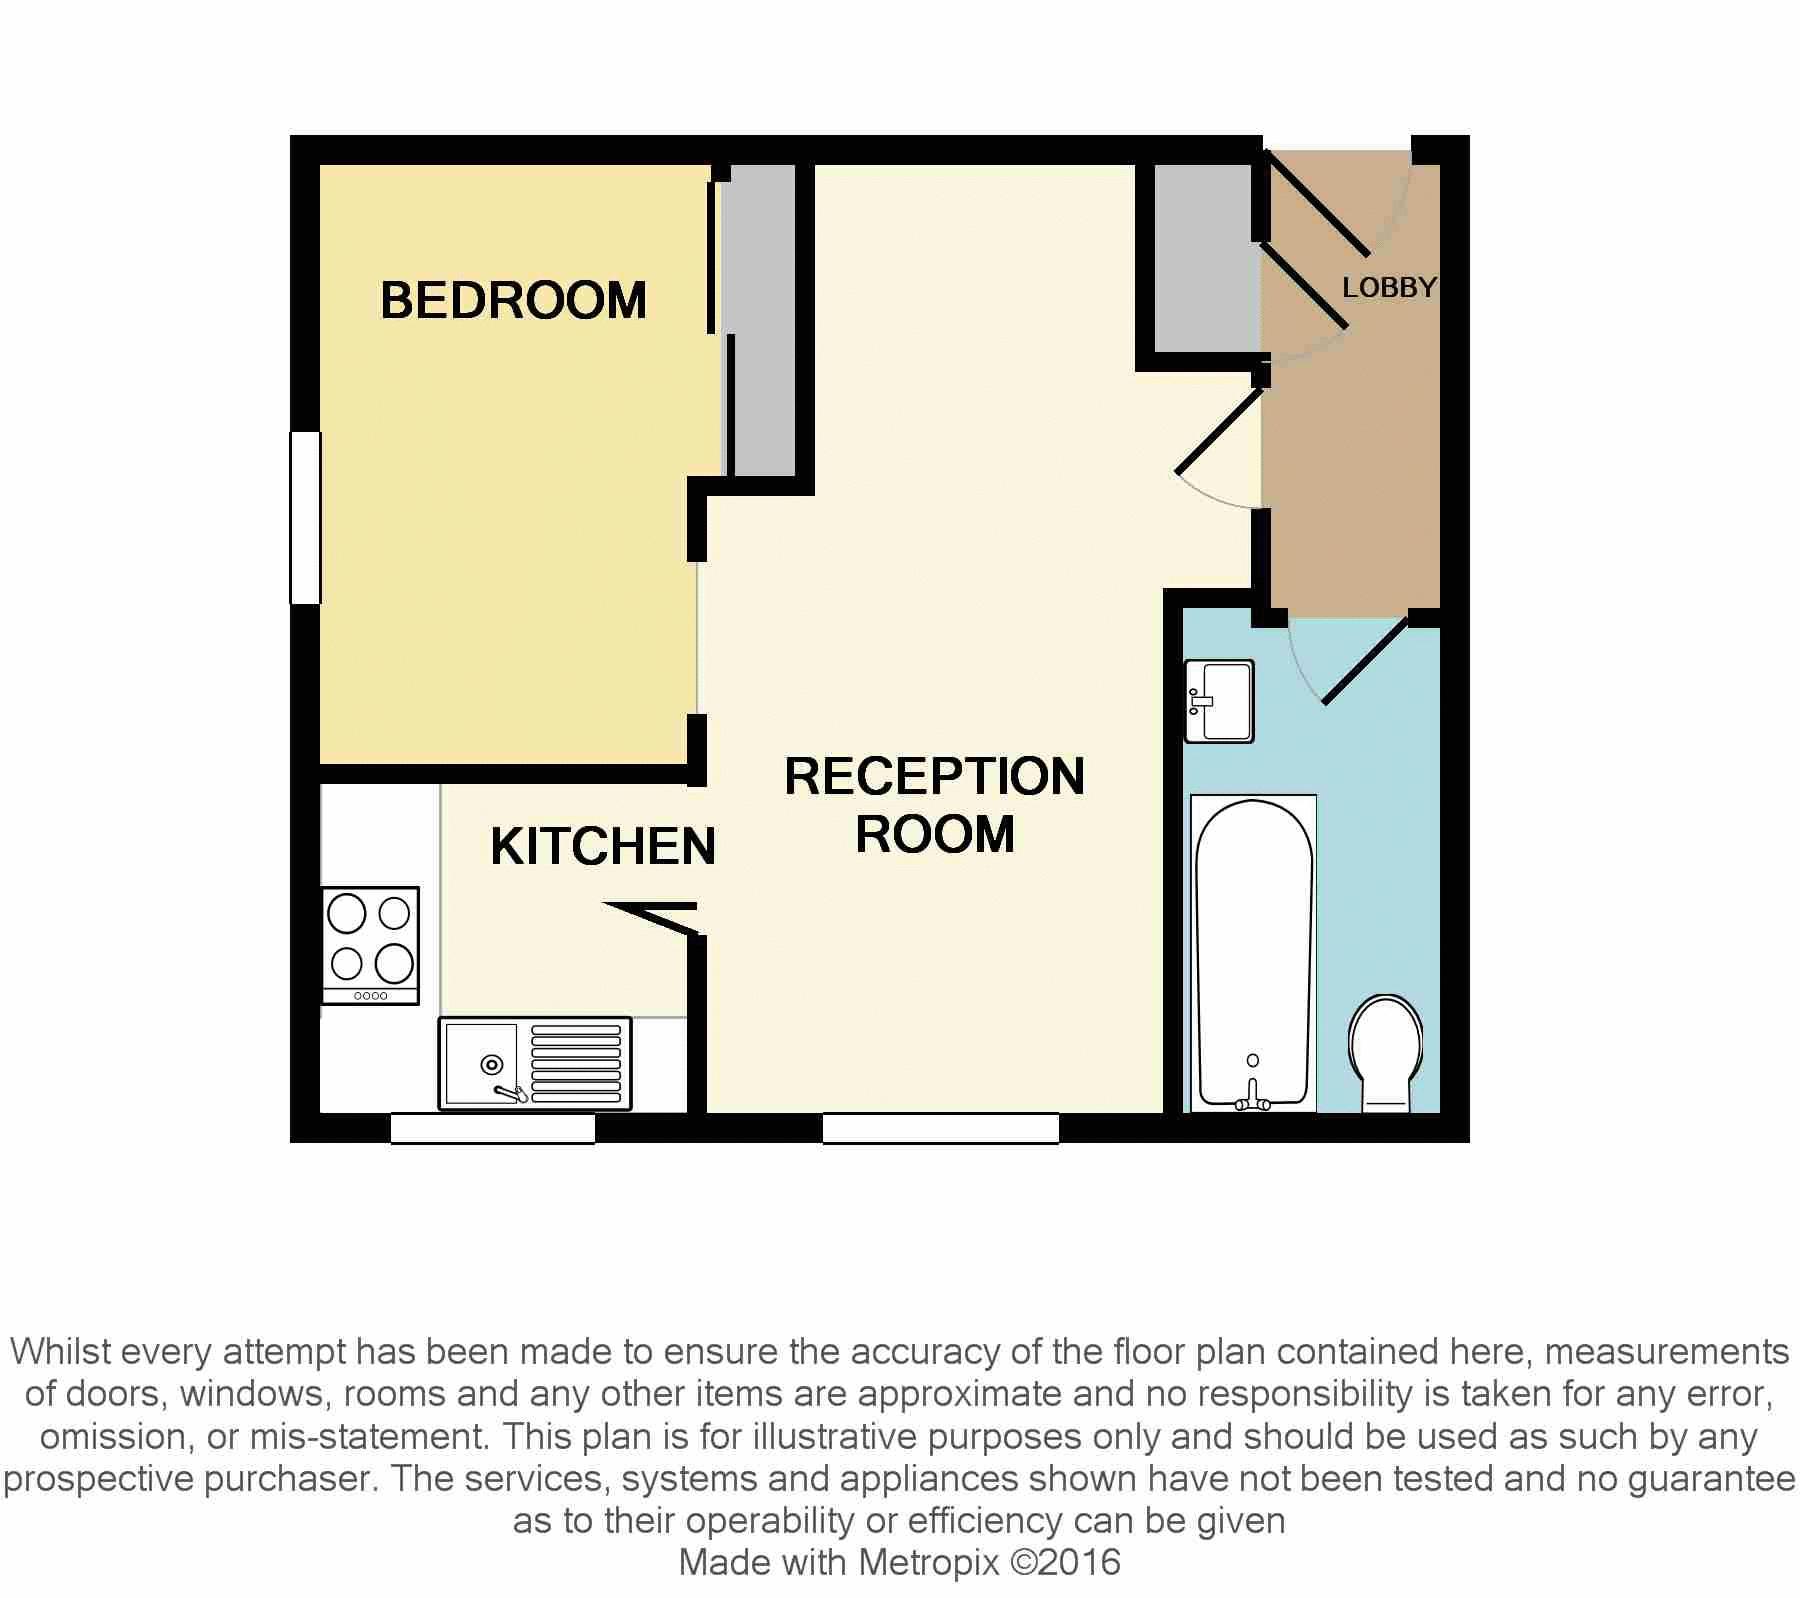 BEDROOM
LOBBY
RECEPTION
ROOM
KITCHEN
Whilst every attempt has been made to ensure the accuracy of the floor plan contained here, measurements
of doors, windows, rooms and any other items are approximate and no responsibility is taken for any error,
omission, or mis-statement. This plan is for illustrative purposes only and should be used as such by any
prospective purchaser. The services, systems and appliances shown have not been tested and no guarantee
as to their operability or efficiency can be given
Made with Metropix ©2016